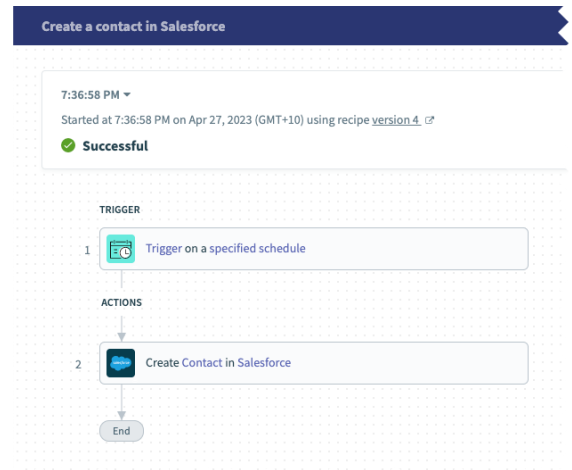 Create a contact in Salesforce
7:36:58 PM
Started at 7:36:58 PM on Apr 27, 2023 (GMT+10) using recipe version 4
Successful
TRIGGER
1 Trigger on a specified schedule
ACTIONS
2 Create Contact in Salesforce
End